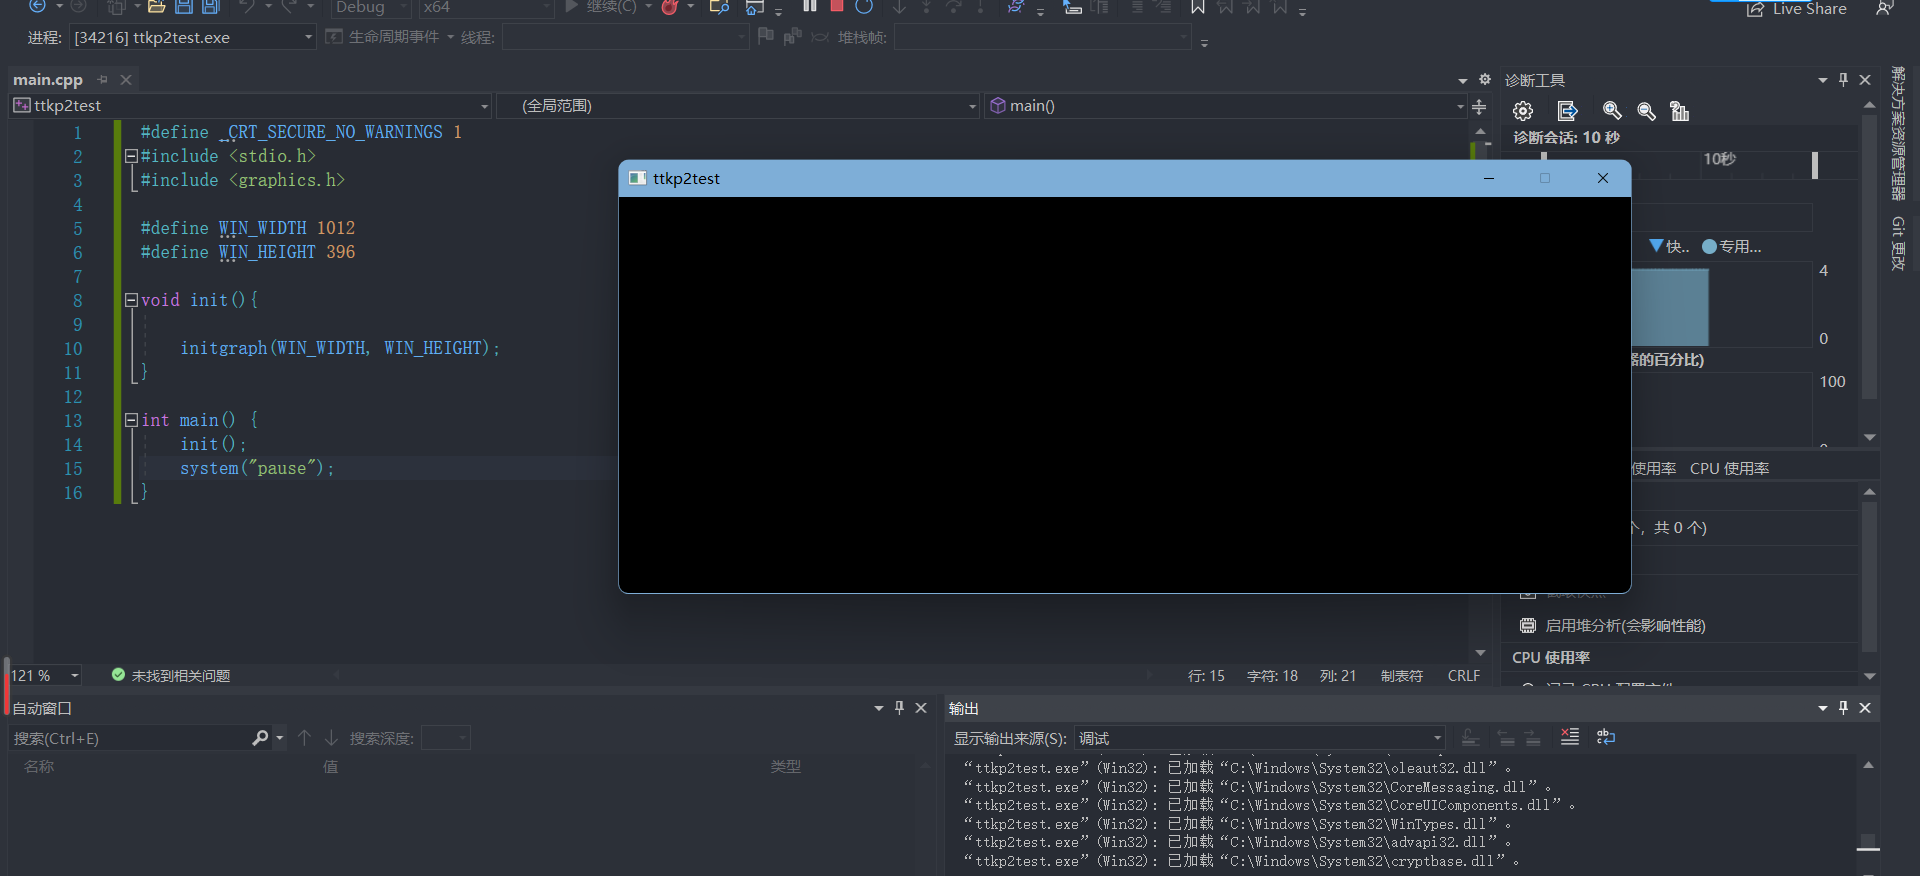 Debug x64 继续(C) Live Share
进程: [34216] ttkp2test.exe 生命周期事件 线程: 堆栈帧:
main.cpp
ttkp2test (全局范围) main()
1 #define _CRT_SECURE_NO_WARNINGS 1
2 #include <stdio.h>
3 #include <graphics.h>
4
5 #define WIN_WIDTH 1012
6 #define WIN_HEIGHT 396
7
8 void init(){
9
10 initgraph(WIN_WIDTH, WIN_HEIGHT);
11 }
12
13 int main() {
14 init();
15 system("pause");
16 }
ttkp2test
诊断工具
诊断会话: 10 秒
10秒
快.. 专用...
4
0
器的百分比)
100
使用率 CPU 使用率
个, 共 0 个)
启用堆分析(会影响性能)
CPU 使用率
解决方案资源管理器
Git 更改
121 % 未找到相关问题 行: 15 字符: 18 列: 21 制表符 CRLF
自动窗口
搜索(Ctrl+E) 搜索深度:
名称 值 类型
输出
显示输出来源(S): 调试
“ttkp2test.exe”(Win32): 已加载“C:\Windows\System32\oleaut32.dll”。
“ttkp2test.exe”(Win32): 已加载“C:\Windows\System32\CoreMessaging.dll”。
“ttkp2test.exe”(Win32): 已加载“C:\Windows\System32\CoreUIComponents.dll”。
“ttkp2test.exe”(Win32): 已加载“C:\Windows\System32\WinTypes.dll”。
“ttkp2test.exe”(Win32): 已加载“C:\Windows\System32\advapi32.dll”。
“ttkp2test.exe”(Win32): 已加载“C:\Windows\System32\cryptbase.dll”。